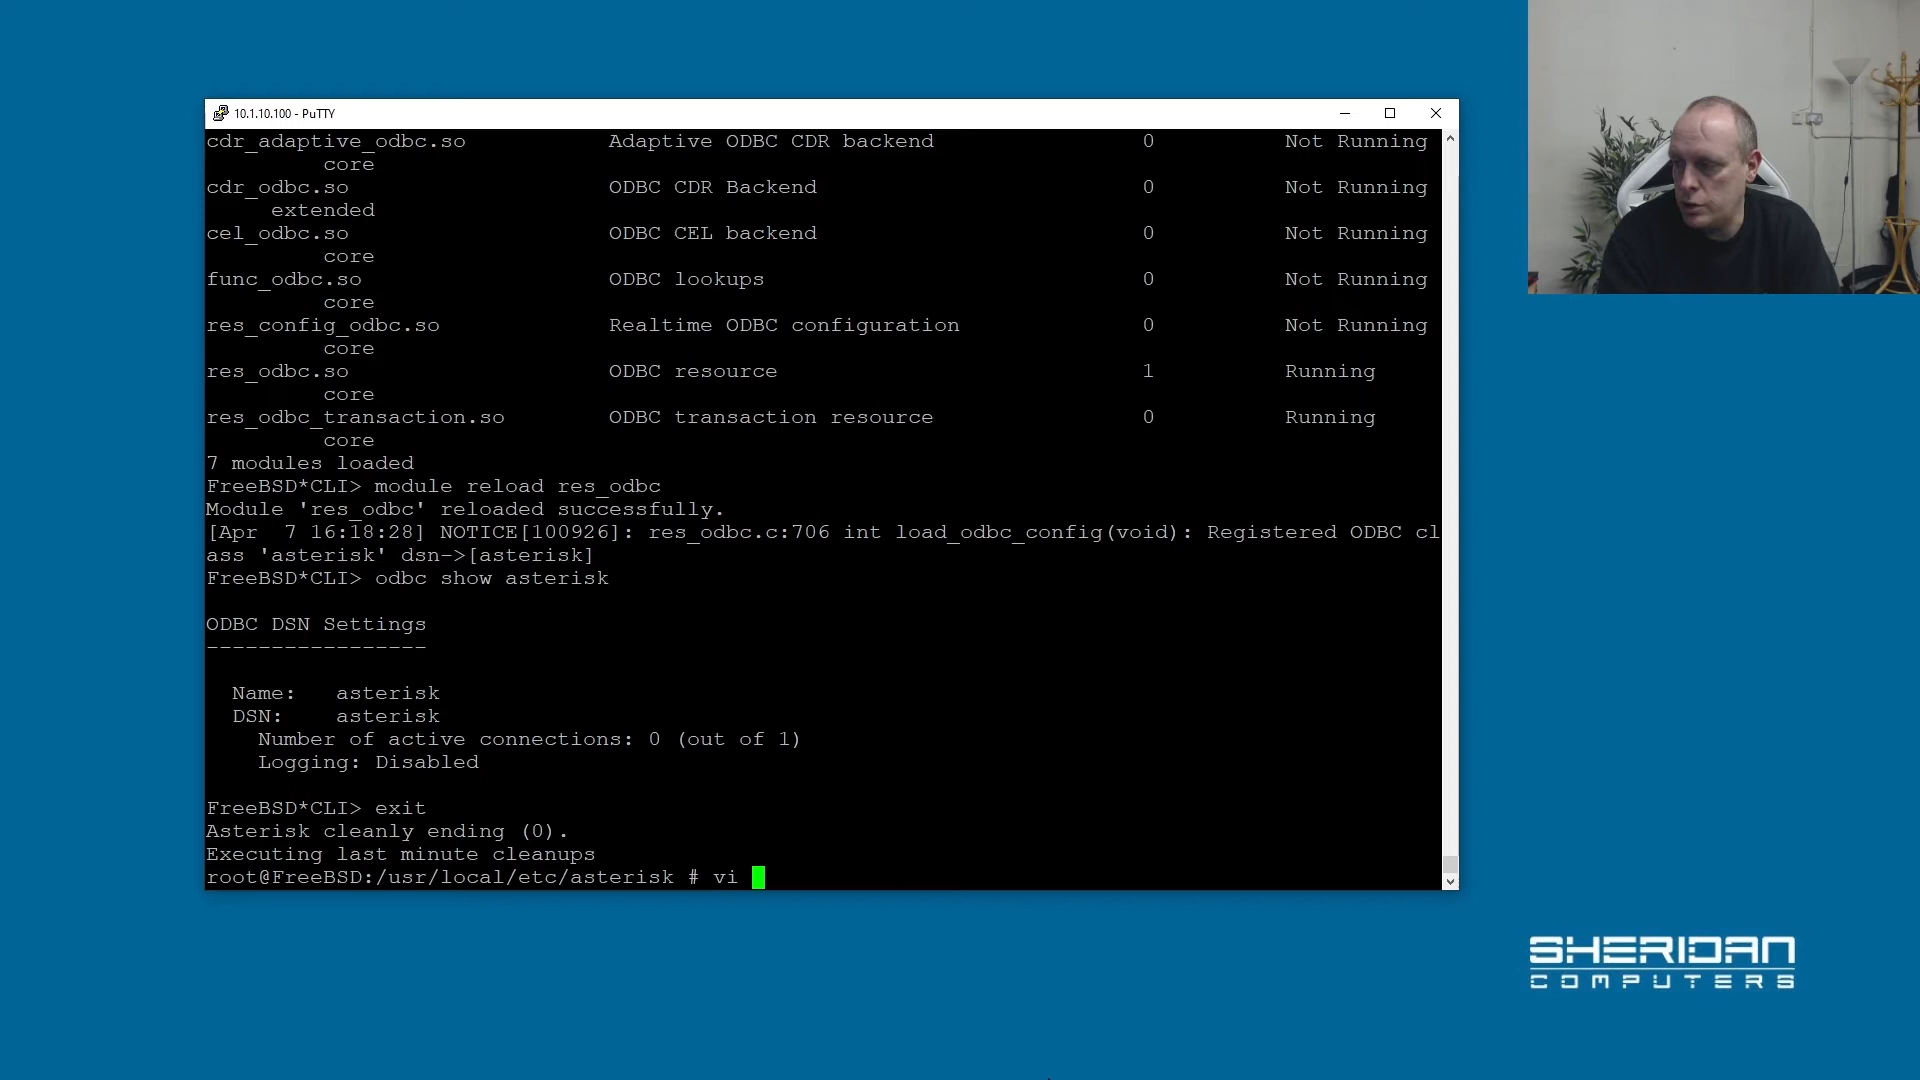 10.1.10.100 - PuTTY
cdr_adaptive_odbc.so Adaptive ODBC CDR backend 0 Not Running
core
cdr_odbc.so ODBC CDR Backend 0 Not Running
extended
cel_odbc.so ODBC CEL backend 0 Not Running
core
func_odbc.so ODBC lookups 0 Not Running
core
res_config_odbc.so Realtime ODBC configuration 0 Not Running
core
res_odbc.so ODBC resource 1 Running
core
res_odbc_transaction.so ODBC transaction resource 0 Running
core
7 modules loaded
FreeBSD*CLI> module reload res_odbc
Module 'res_odbc' reloaded successfully.
[Apr  7 16:18:28] NOTICE[100926]: res_odbc.c:706 int load_odbc_config(void): Registered ODBC cl
ass 'asterisk' dsn->[asterisk]
FreeBSD*CLI> odbc show asterisk
ODBC DSN Settings
-----------------
Name: asterisk
DSN: asterisk
Number of active connections: 0 (out of 1)
Logging: Disabled
FreeBSD*CLI> exit
Asterisk cleanly ending (0).
Executing last minute cleanups
root@FreeBSD:/usr/local/etc/asterisk # vi
SHERIDAN
COMPUTERS